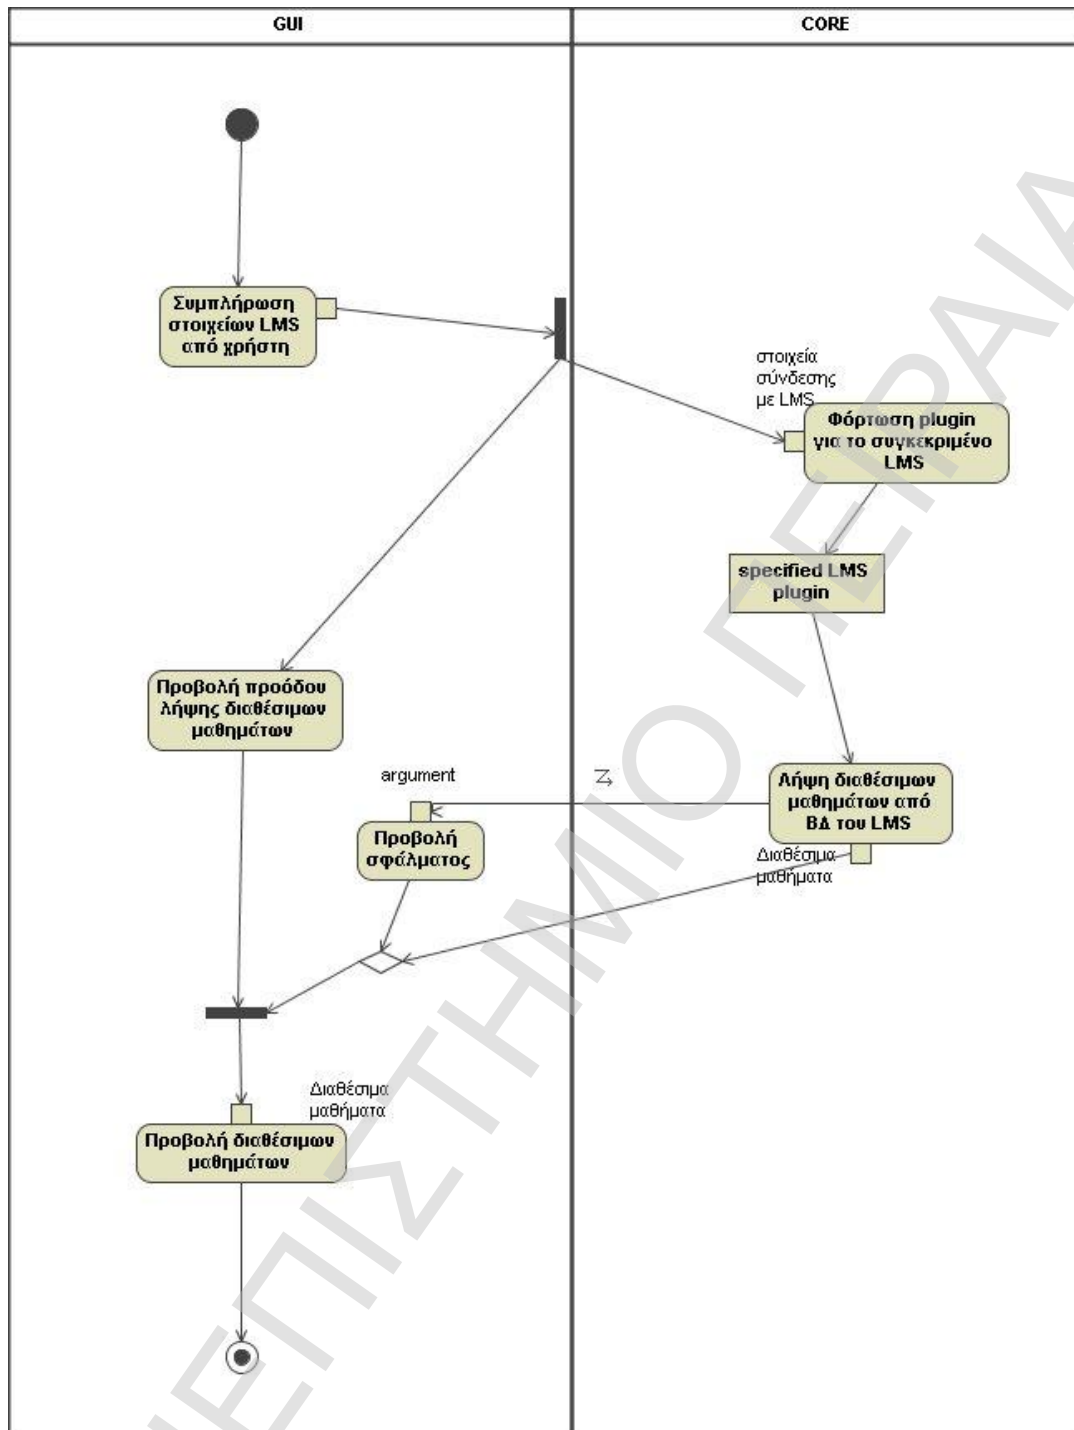 GUI
CORE
Συμπλήρωση
στοιχείων LMS
από χρήστη
στοιχεία
σύνδεσης
με LMS
Φόρτωση plugin
για το συγκεκριμένο
LMS
specified LMS
plugin
Προβολή προόδου
λήψης διαθέσιμων
μαθημάτων
argument
Λήψη διαθέσιμων
μαθημάτων από
ΒΔ του LMS
Προβολή
σφάλματος
Διαθέσιμα
μαθήματα
Διαθέσιμα
μαθήματα
Προβολή διαθέσιμων
μαθημάτων
ΠΕΠΙΣΤΗΜΙΟ ΠΕΙΡΑΙΑ